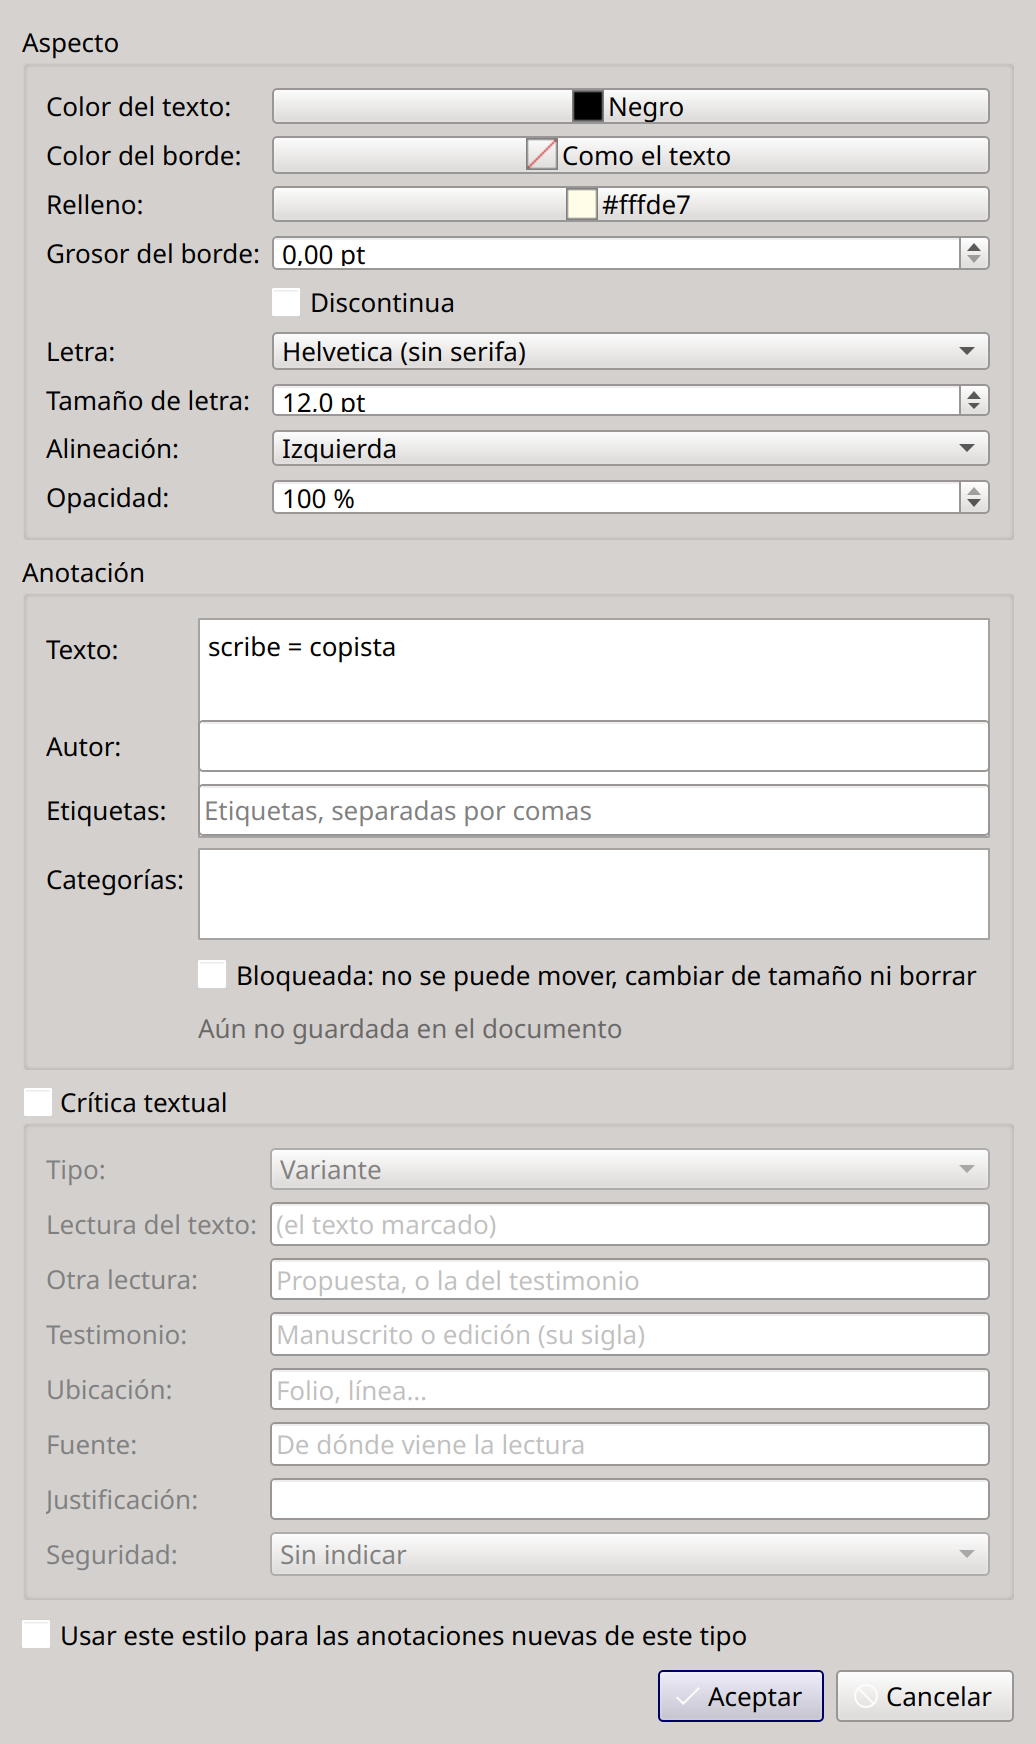 Aspecto
Color del texto: Negro
Color del borde: Como el texto
Relleno: #fffde7
Grosor del borde: 0,00 pt
Discontinua
Letra: Helvetica (sin serifa)
Tamaño de letra: 12,0 pt
Alineación: Izquierda
Opacidad: 100 %
Anotación
Texto: scribe = copista
Autor:
Etiquetas: Etiquetas, separadas por comas
Categorías:
Bloqueada: no se puede mover, cambiar de tamaño ni borrar
Aún no guardada en el documento
Crítica textual
Tipo: Variante
Lectura del texto: (el texto marcado)
Otra lectura: Propuesta, o la del testimonio
Testimonio: Manuscrito o edición (su sigla)
Ubicación: Folio, línea...
Fuente: De dónde viene la lectura
Justificación:
Seguridad: Sin indicar
Usar este estilo para las anotaciones nuevas de este tipo
Aceptar Cancelar